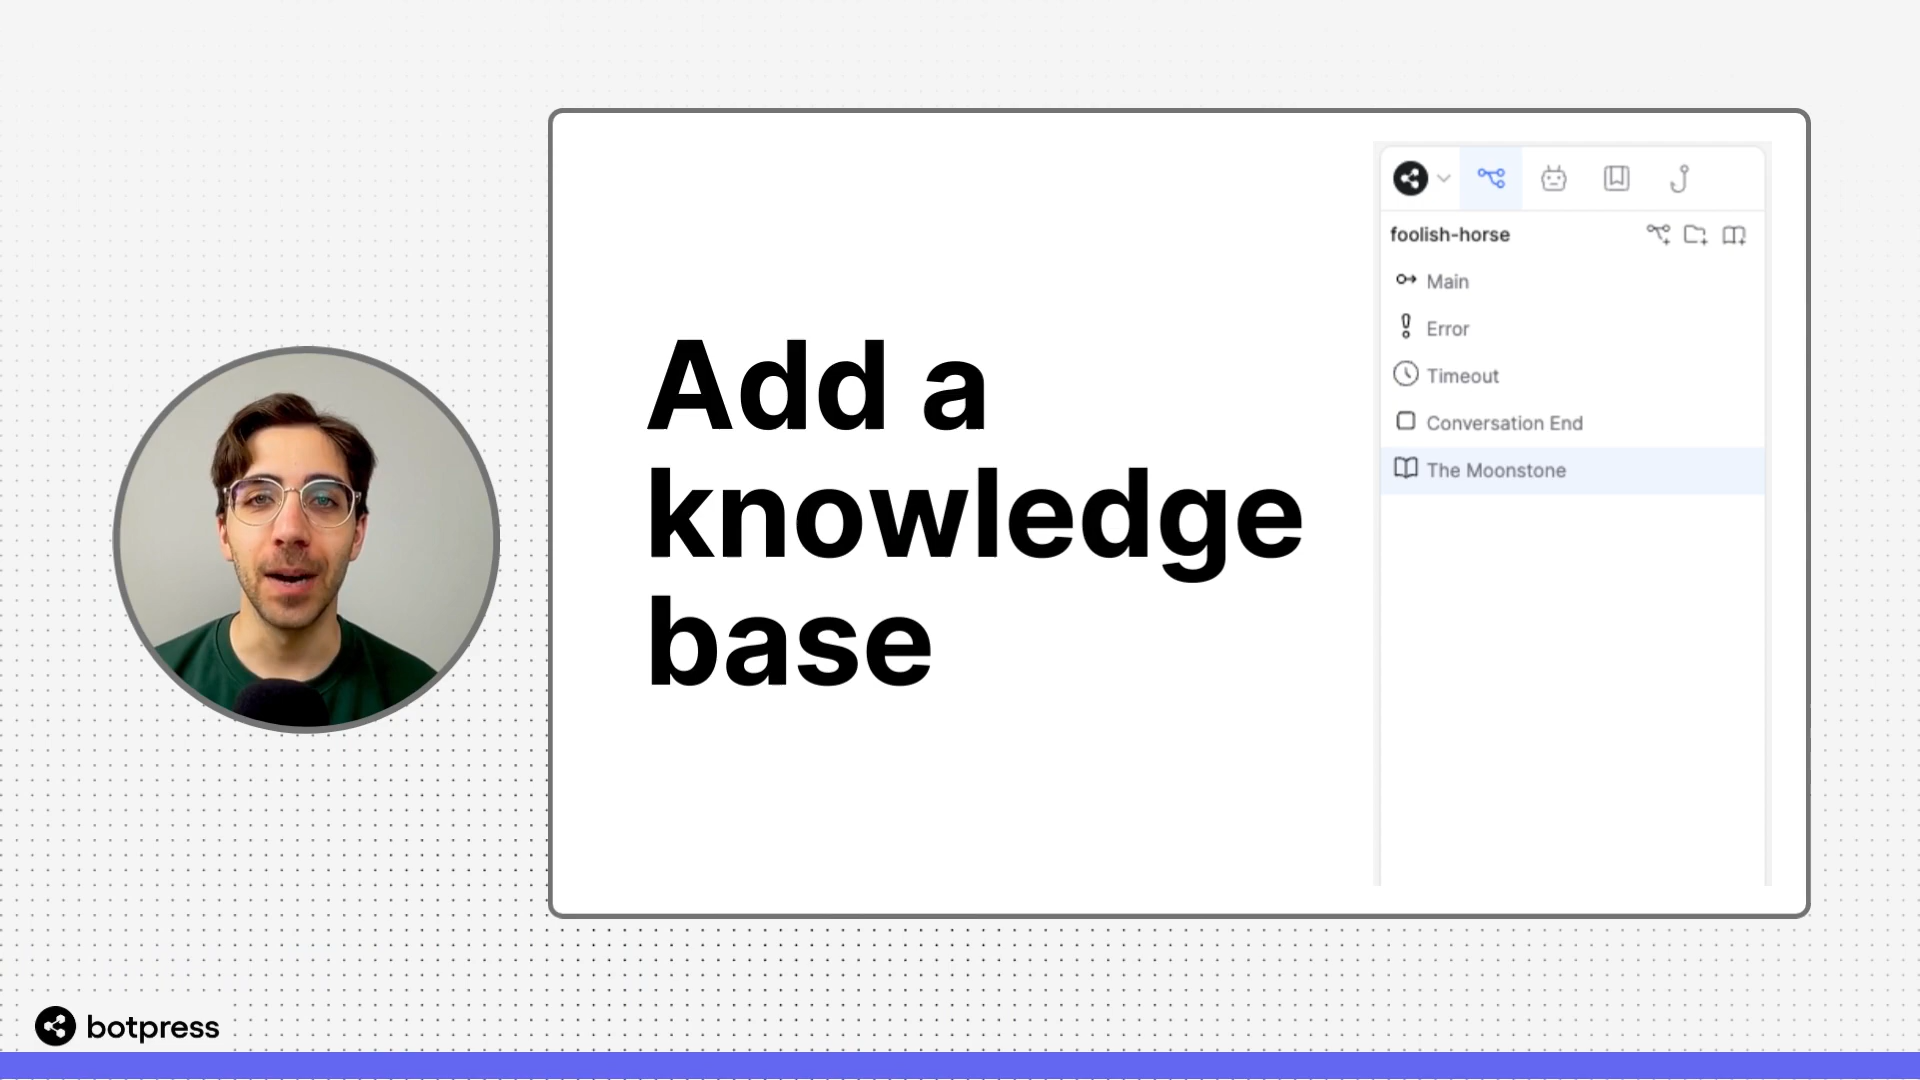 Add a
knowledge
base
foolish-horse
Main
Error
Timeout
Conversation End
The Moonstone
botpress